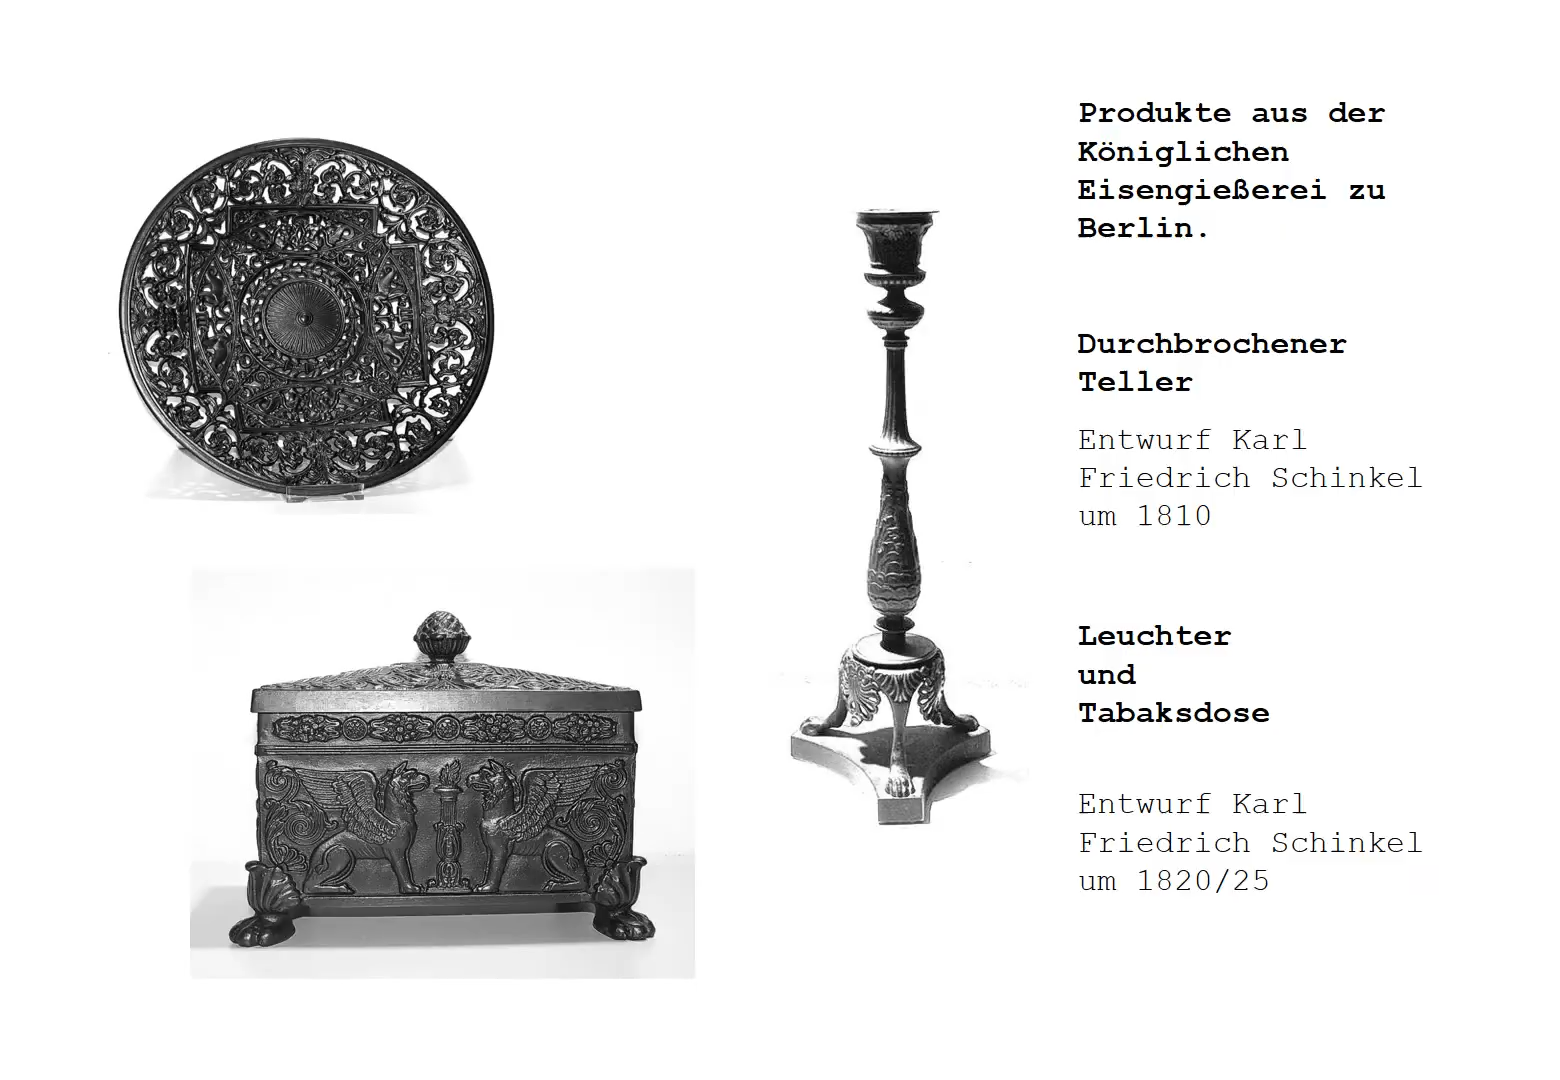 Produkte aus der
Königlichen
Eisengießerei zu
Berlin.
Durchbrochener
Teller
Entwurf Karl
Friedrich Schinkel
um 1810
Leuchter
und
Tabaksdose
Entwurf Karl
Friedrich Schinkel
um 1820/25